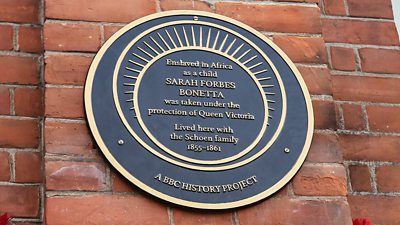 Enslaved in Africa
as a child
SARAH FORBES
BONETTA
was taken under the
protection of Queen Victoria
Lived here with
the Schoen family
1855-1861
A BBC HISTORY PROJECT